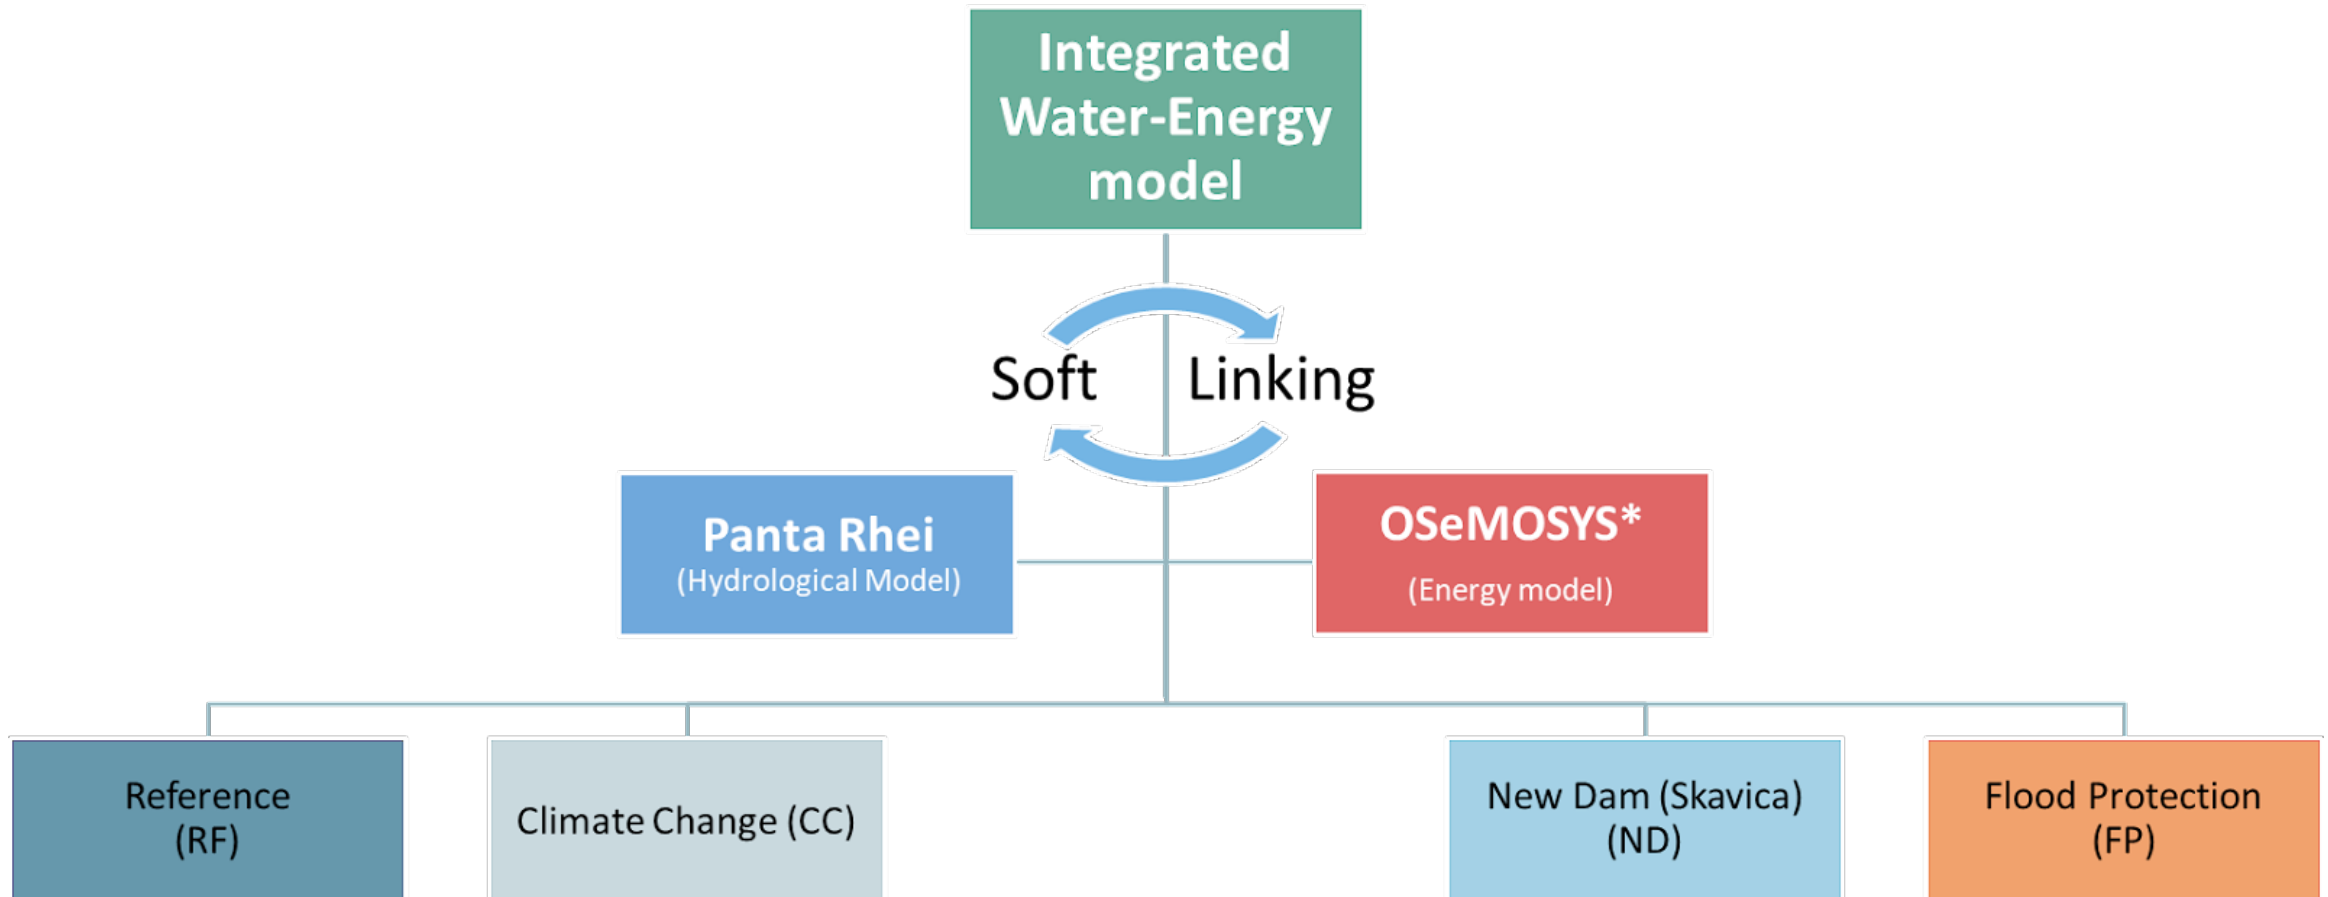 Integrated
Water-Energy
model
Soft Linking
Panta Rhei
(Hydrological Model)
OSeMOSYS*
(Energy model)
Reference
(RF)
Climate Change (CC)
New Dam (Skavica)
(ND)
Flood Protection
(FP)